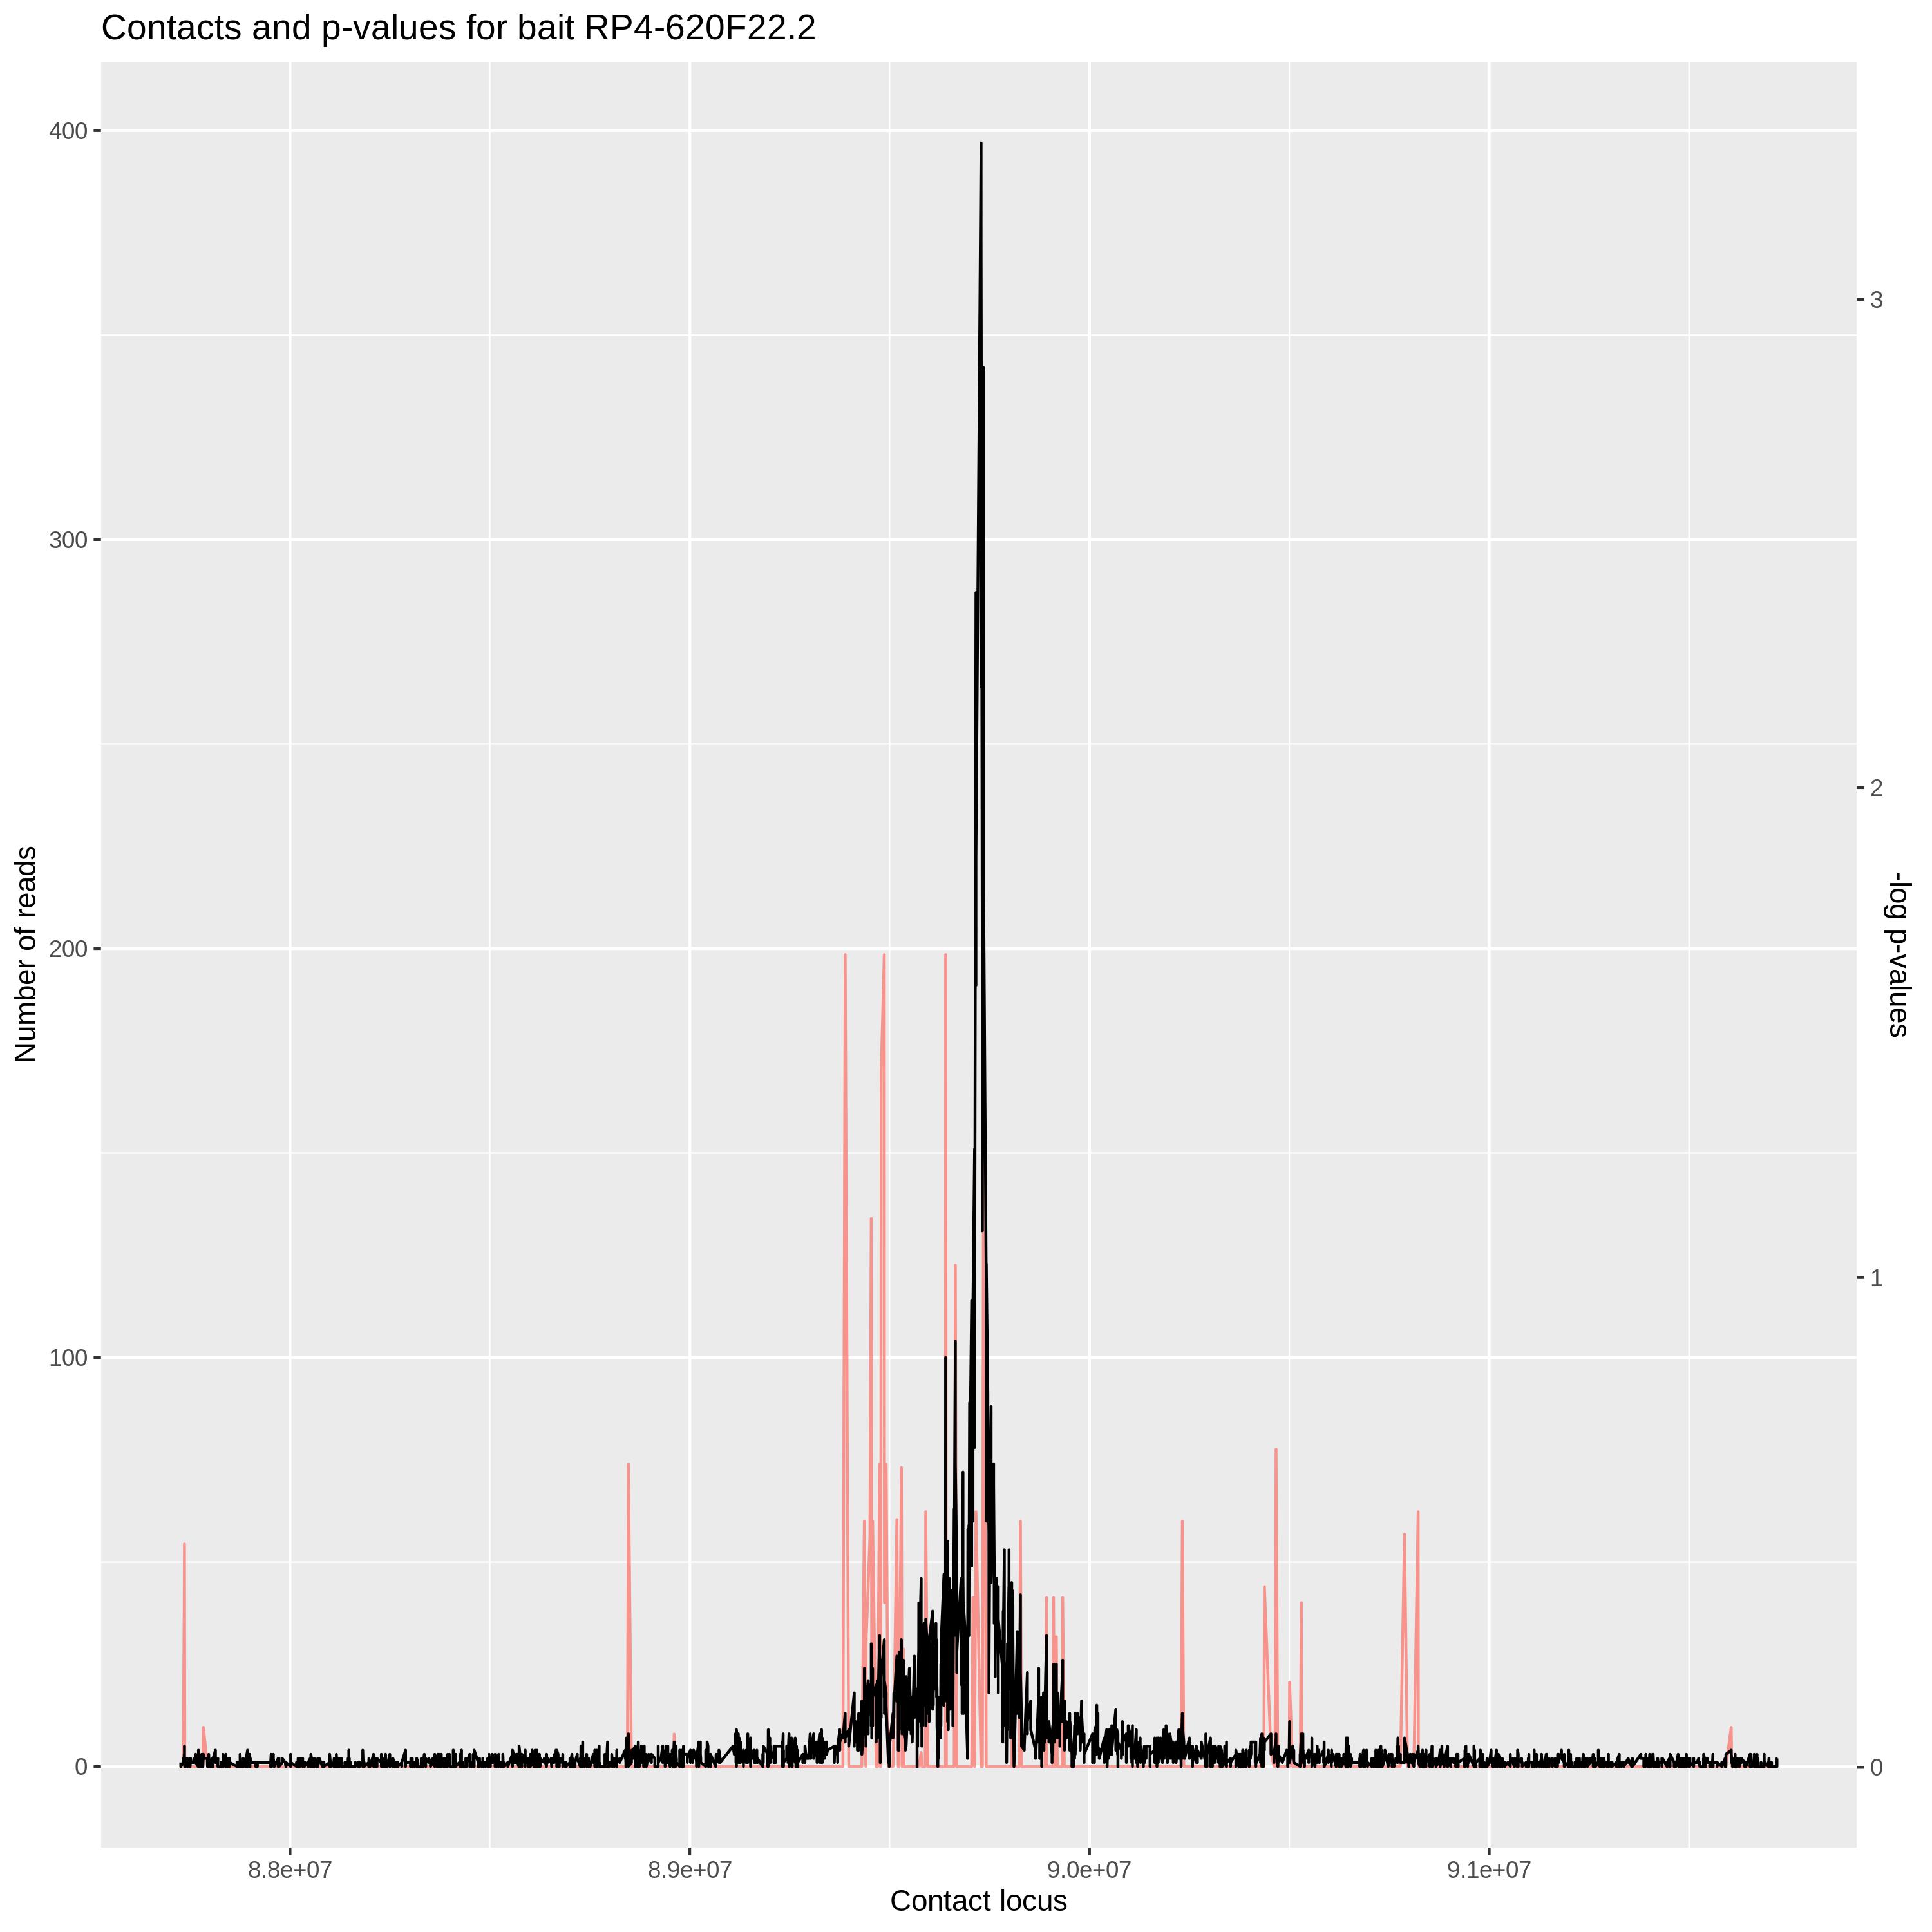 Contacts and p-values for bait RP4-620F22.2
400
300
200
100
0
Number of reads
3
2
1
0
-log p-values
8.8e+07 8.9e+07 9.0e+07 9.1e+07
Contact locus